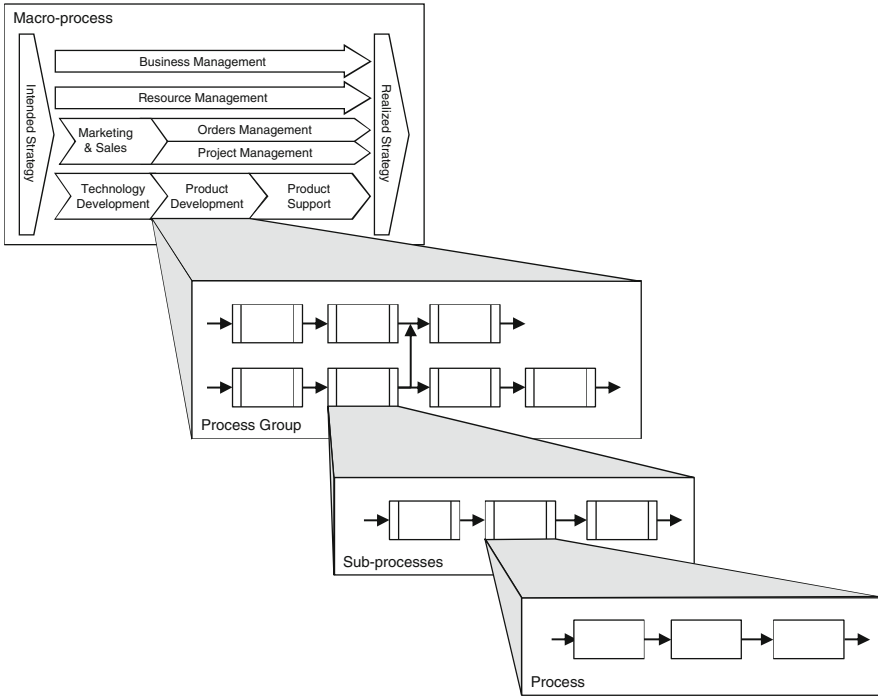 Macro-process
Intended Strategy
Business Management
Resource Management
Marketing
& Sales
Orders Management
Project Management
Technology
Development
Product
Development
Product
Support
Realized Strategy
Process Group
Sub-processes
Process